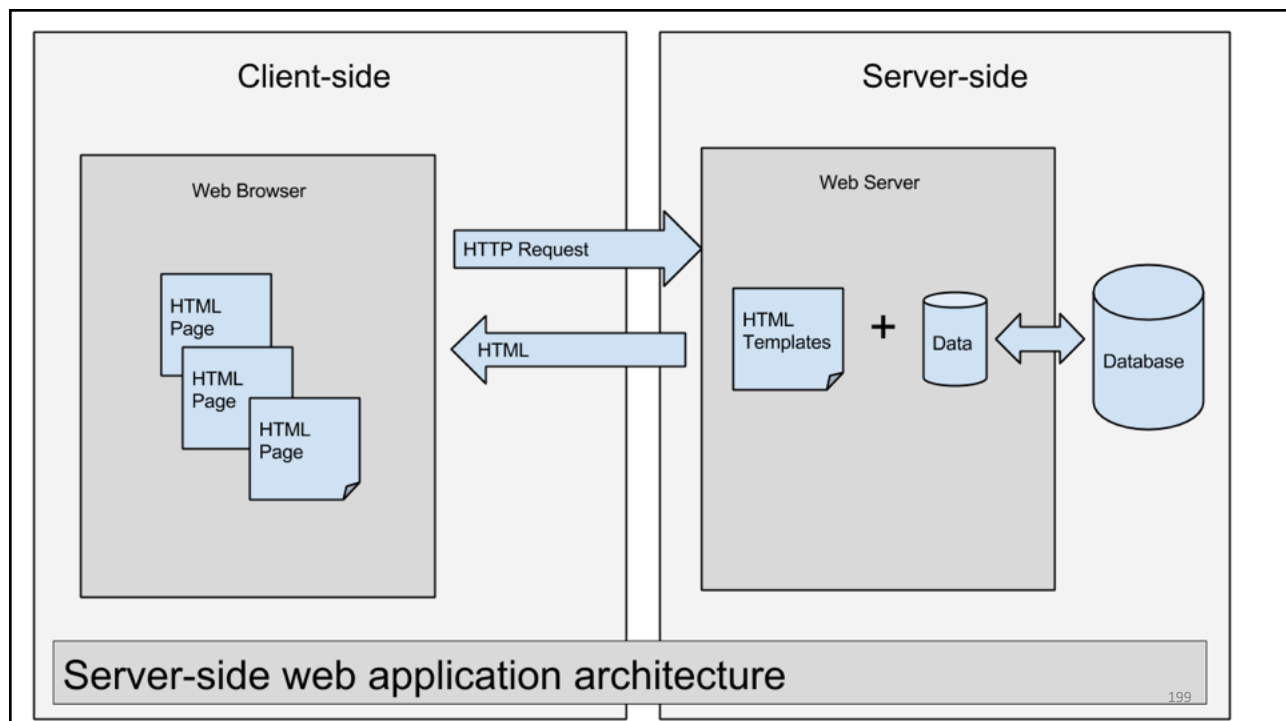 Client-side
Server-side
Web Browser
Web Server
HTTP Request
HTML
HTML
Page
HTML
Page
HTML
Page
HTML
Templates
+
Data
Database
Server-side web application architecture
199